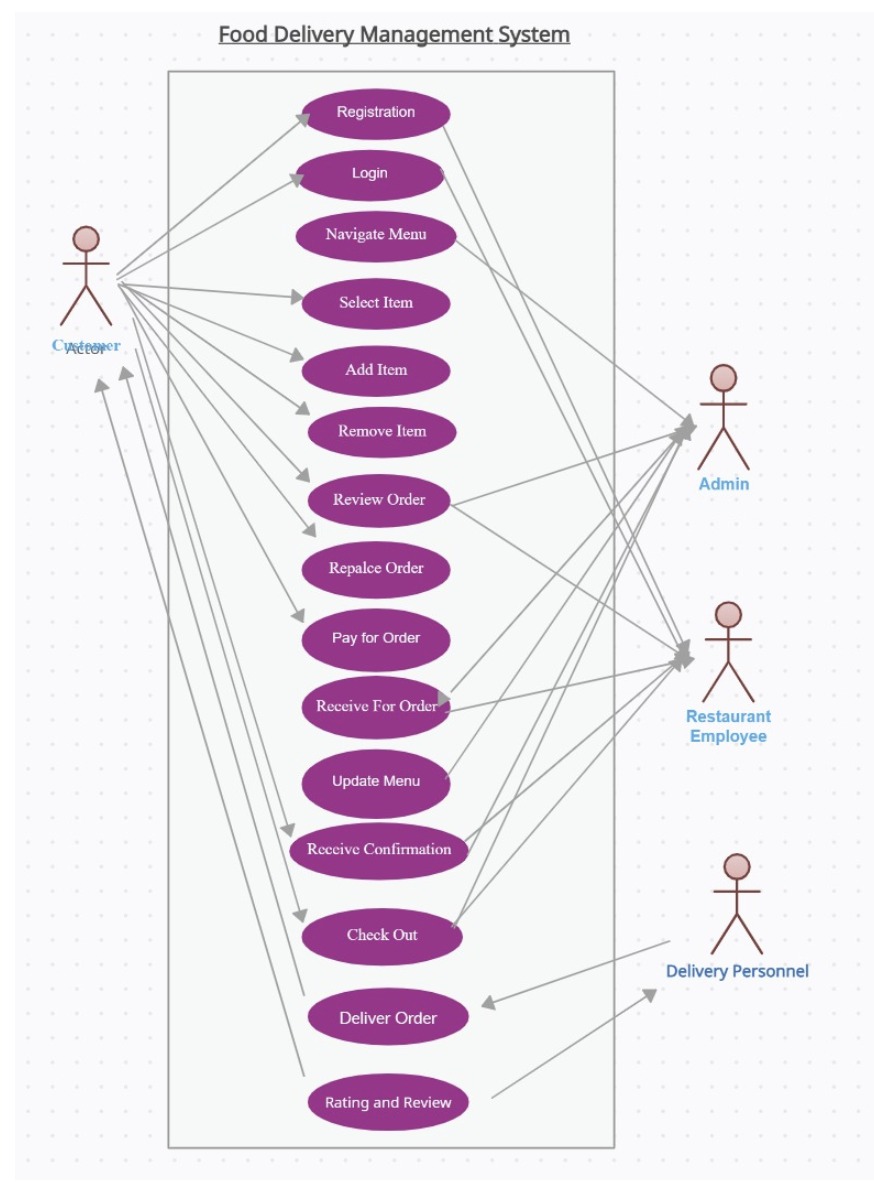 Food Delivery Management System
Registration
Login
Navigate Menu
Select Item
Add Item
Remove Item
Review Order
Repalce Order
Pay for Order
Receive For Order
Update Menu
Receive Confirmation
Check Out
Deliver Order
Rating and Review
Customer
Actor
Admin
Restaurant
Employee
Delivery Personnel